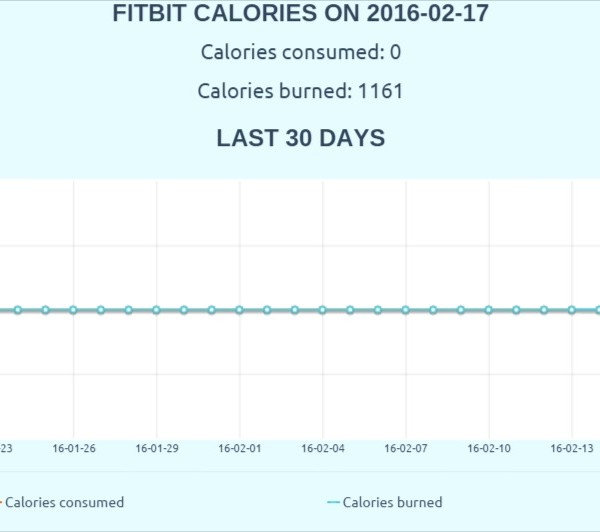 FITBIT CALORIES ON 2016-02-17
Calories consumed: 0
Calories burned: 1161
LAST 30 DAYS
-23 16-01-26 16-01-29 16-02-01 16-02-04 16-02-07 16-02-10 16-02-13
Calories consumed Calories burned